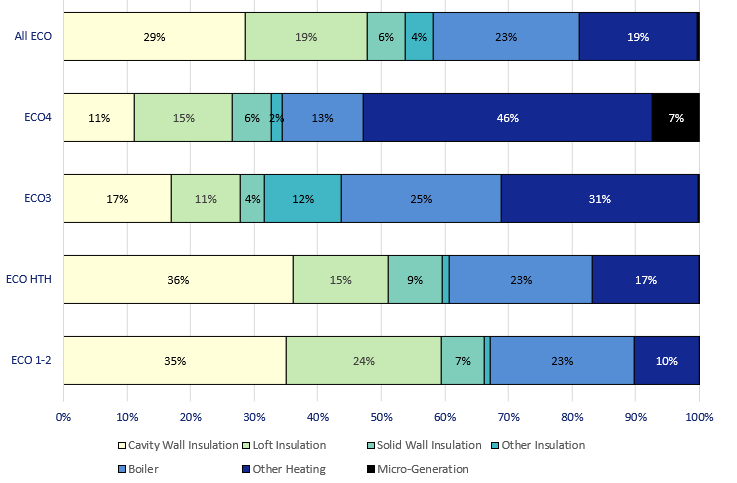 All ECO 29% 19% 6% 4% 23% 19%
ECO4 11% 15% 6% 2% 13% 46% 7%
ECO3 17% 11% 4% 12% 25% 31%
ECO HTH 36% 15% 9% 23% 17%
ECO 1-2 35% 24% 7% 23% 10%
0% 10% 20% 30% 40% 50% 60% 70% 80% 90% 100%
Cavity Wall Insulation Loft Insulation Solid Wall Insulation Other Insulation
Boiler Other Heating Micro-Generation